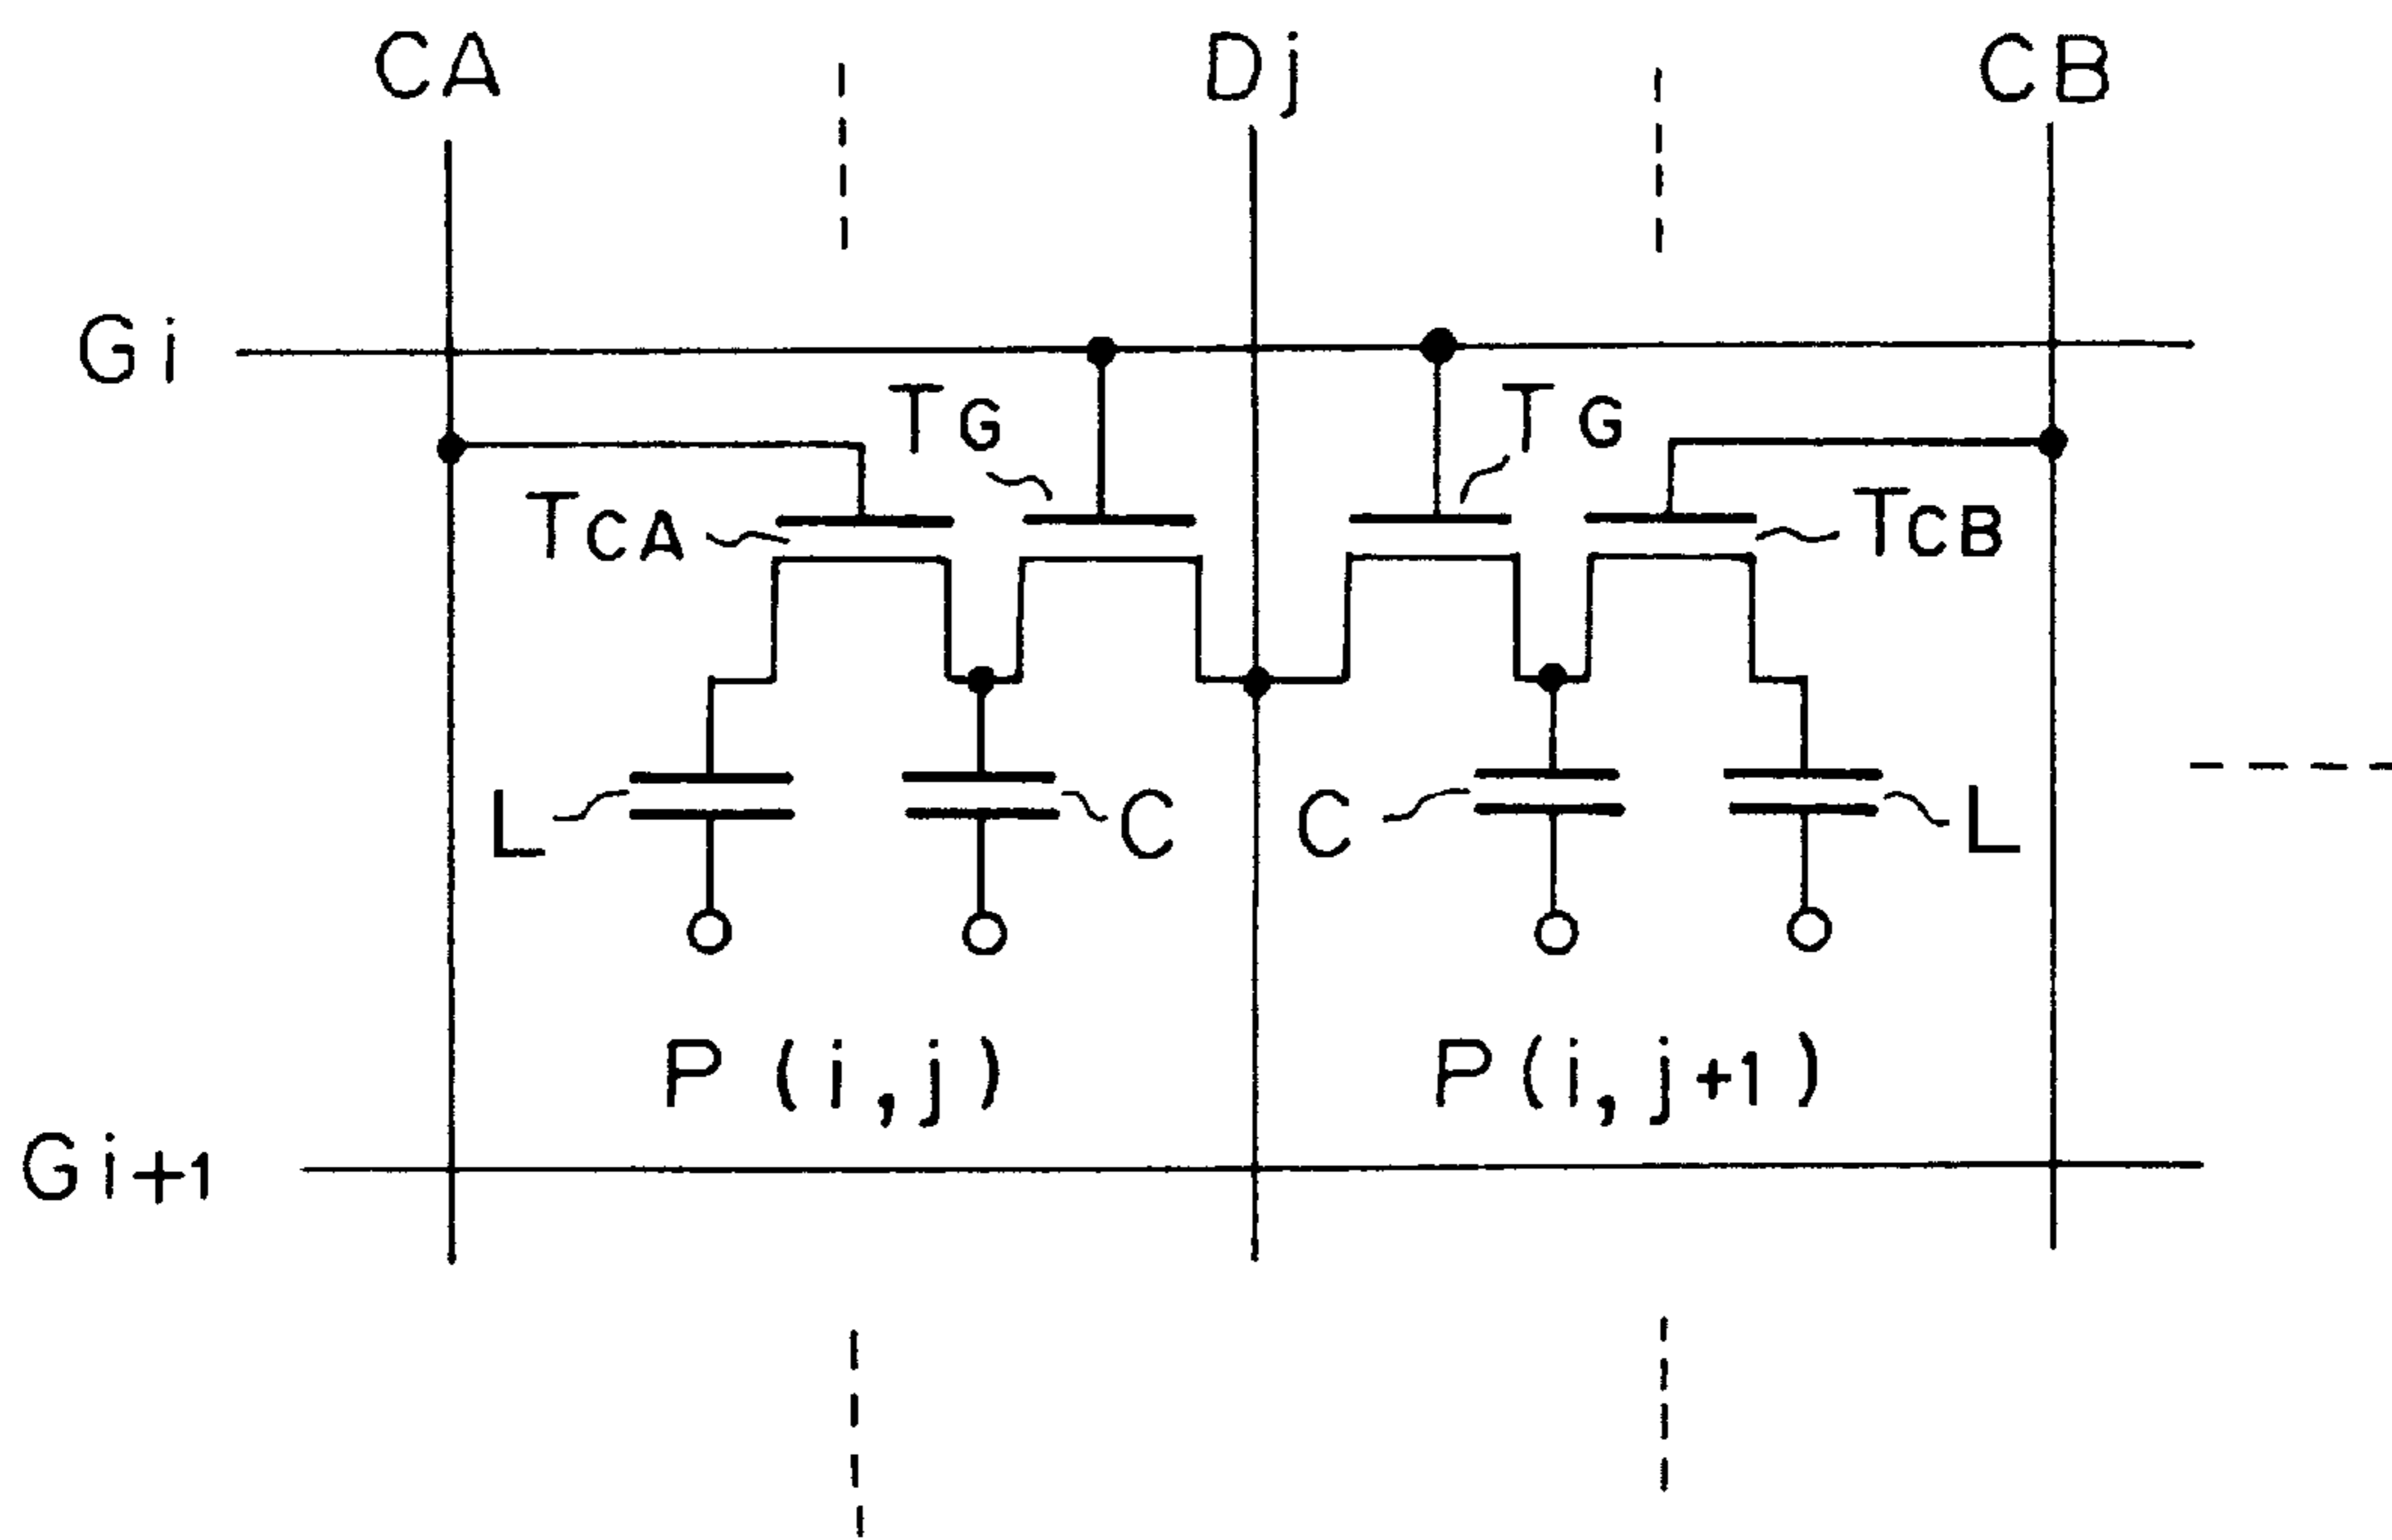 CA
Dj
CB
Gi
TG
TG
TCA
TCB
L
C
C
L
P(i,j)
P(i,j+1)
Gi+1